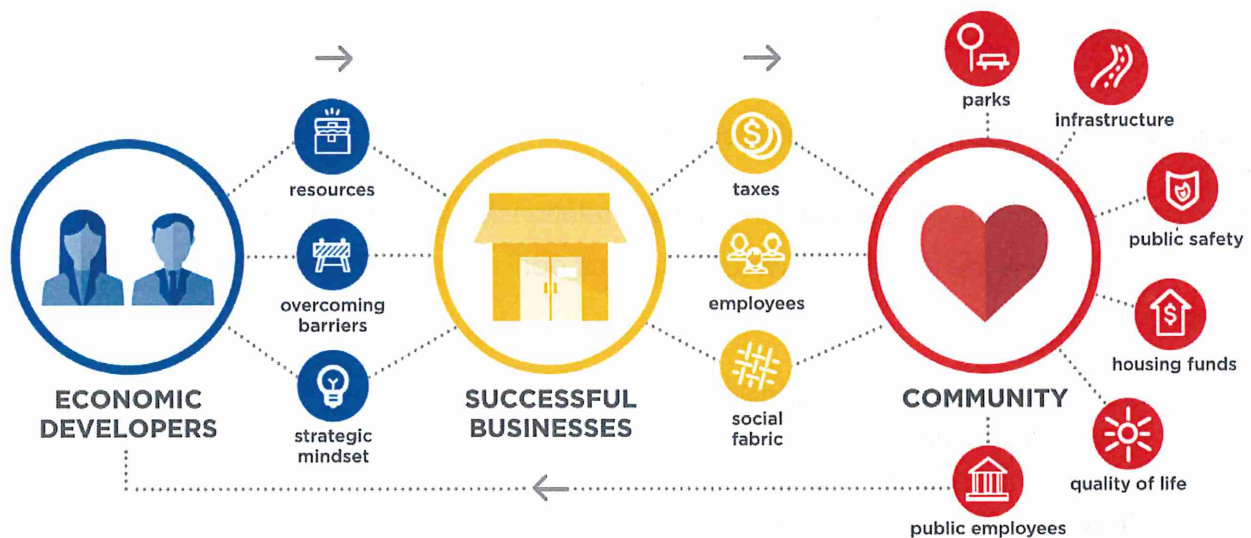 parks
infrastructure
resources
taxes
public safety
overcoming
barriers
employees
housing funds
ECONOMIC
DEVELOPERS
strategic
mindset
SUCCESSFUL
BUSINESSES
social
fabric
COMMUNITY
quality of life
public employees
$
$